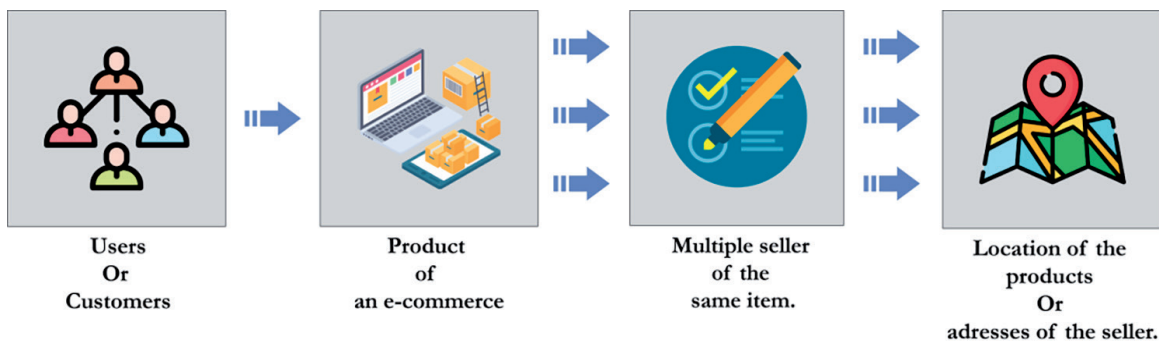 Users
Or
Customers
Product
of
an e-commerce
Multiple seller
of the
same item.
Location of the
products
Or
adresses of the seller.